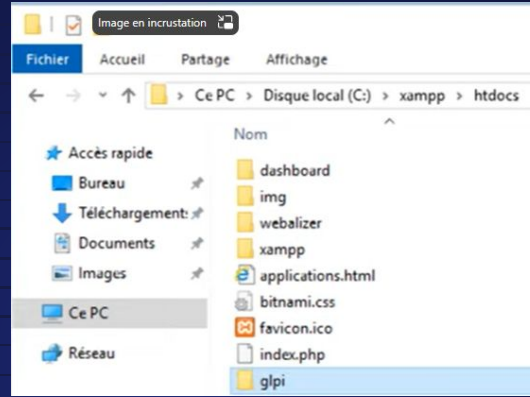 Image en incrustation
Fichier Accueil Partage Affichage
Ce PC > Disque local (C:) > xampp > htdocs
Nom
Accès rapide
Bureau
Téléchargement:
Documents
Images
Ce PC
Réseau
dashboard
img
webalizer
xampp
applications.html
bitnami.css
favicon.ico
index.php
glpi